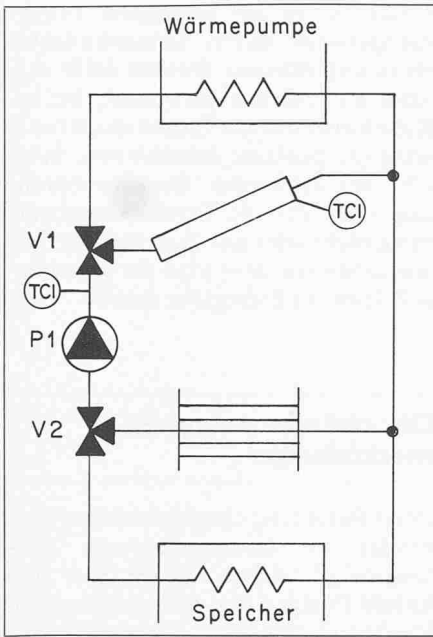 Wärmepumpe
TCI
V1
TCI
P1
V2
Speicher